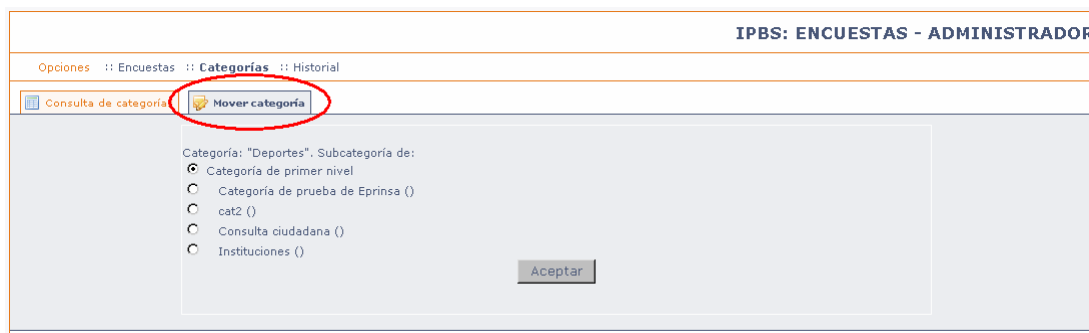 IPBS: ENCUESTAS - ADMINISTRADOR
Opciones :: Encuestas :: Categorías :: Historial
Consulta de categoría Mover categoría
Categoría: "Deportes". Subcategoría de:
Categoría de primer nivel
Categoría de prueba de Eprinsa ()
cat2 ()
Consulta ciudadana ()
Instituciones ()
Aceptar